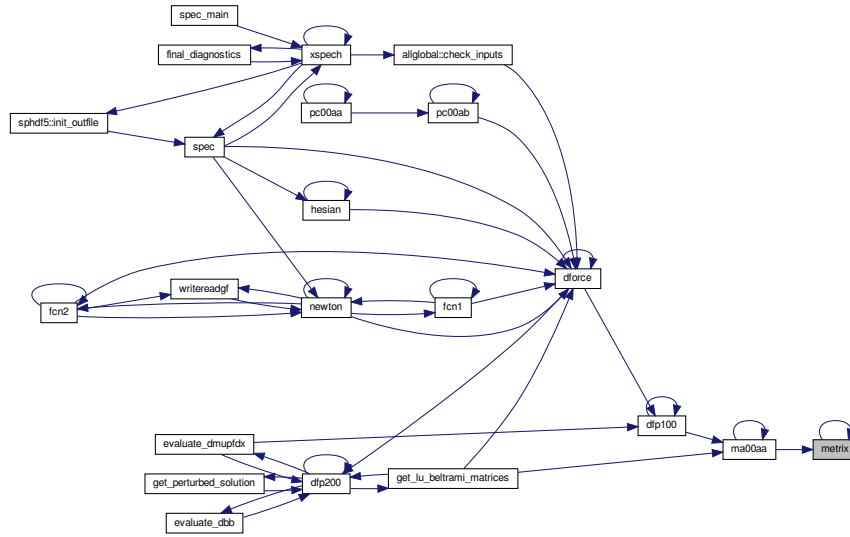 spec_main
final_diagnostics
xspech
allglobal::check_inputs
sphdf5::init_outfile
pc00aa
pc00ab
spec
hesian
dforce
writereadgf
fcn2
newton
fcn1
dfp100
evaluate_dmupfdx
ma00aa
metrix
get_perturbed_solution
dfp200
get_lu_beltrami_matrices
evaluate_dbb